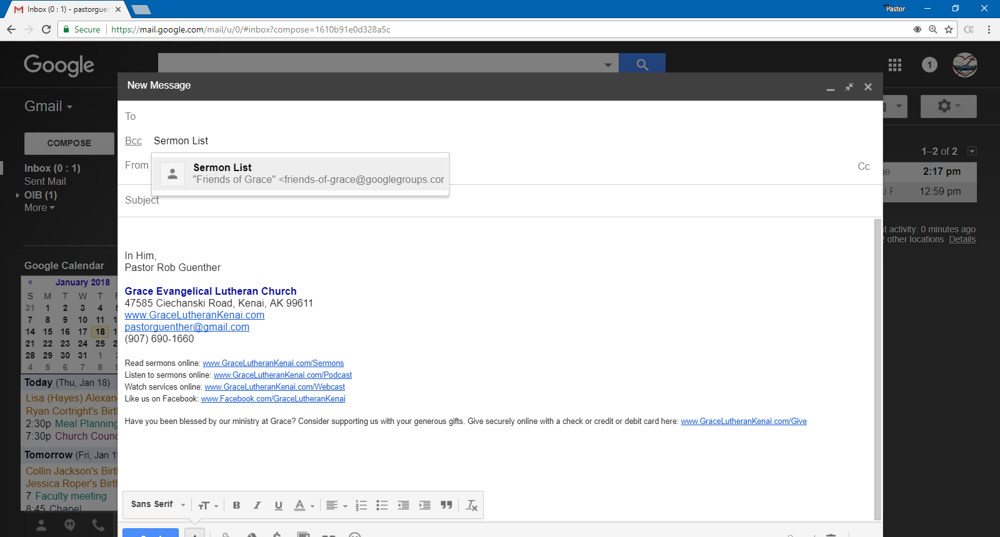 Inbox (0 : 1) - pastorguer
Pastor
Secure
https://mail.google.com/mail/u/0/#inbox?compose=1610b91e0d328a5c
Google
1
New Message
Gmail
To
COMPOSE
Bcc Sermon List
1–2 of 2
Inbox (0 : 1)
From
Sermon List
Cc
2:17 pm
Sent Mail
"Friends of Grace" <friends-of-grace@googlegroups.cor
OIB (1)
12:59 pm
Subject
More
t activity: 0 minutes ago
2 other locations Details
In Him,
Pastor Rob Guenther
Google Calendar
« January 2018
S M T W T F
31 1 2 3 4
7 8 9 10 11
14 15 16 17 18
21 22 23 24 25
28 29 30 31 1
4 5 6 7 8
Grace Evangelical Lutheran Church
47585 Ciechanski Road, Kenai, AK 99611
www.GraceLutheranKenai.com
pastorguenther@gmail.com
(907) 690-1660
Read sermons online: www.GraceLutheranKenai.com/Sermons
Listen to sermons online: www.GraceLutheranKenai.com/Podcast
Watch services online: www.GraceLutheranKenai.com/Webcast
Like us on Facebook: www.Facebook.com/GraceLutheranKenai
Have you been blessed by our ministry at Grace? Consider supporting us with your generous gifts. Give securely online with a check or credit or debit card here: www.GraceLutheranKenai.com/Give
Today (Thu, Jan 18)
Lisa (Hayes) Alexan
Ryan Cortright's Birt
2:30p Meal Planning
7:30p Church Counc
Tomorrow (Fri, Jan 19
Collin Jackson's Birt
Jessica Roper's Birt
7 Faculty meeting
8:45 Chapel
Sans Serif